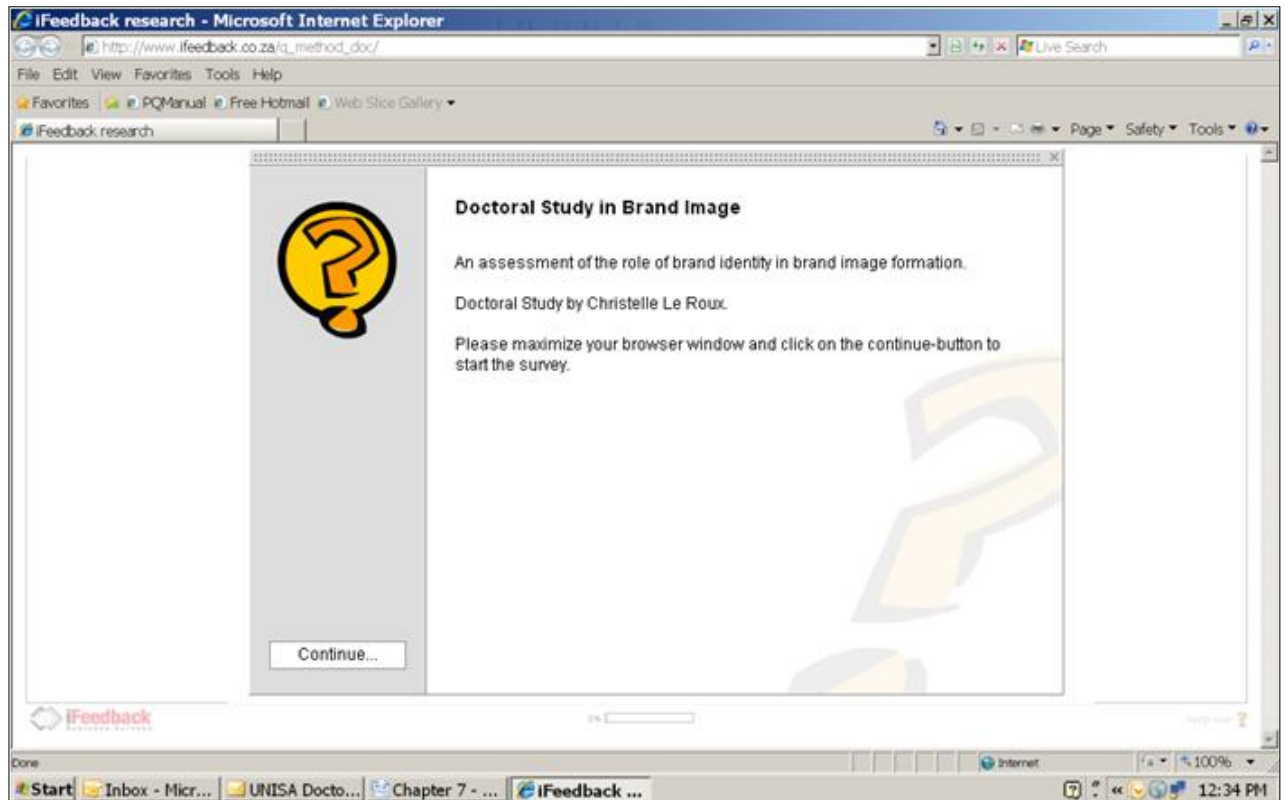 iFeedback research - Microsoft Internet Explorer
http://www.ifeedback.co.za/q_method_doc/
Live Search
File Edit View Favorites Tools Help
Favorites PQManual Free Hotmail Web Slice Gallery
iFeedback research
Page Safety Tools
Doctoral Study in Brand Image
An assessment of the role of brand identity in brand image formation.
Doctoral Study by Christelle Le Roux.
Please maximize your browser window and click on the continue-button to
start the survey.
Continue...
iFeedback
Done
Internet
100%
Start Inbox - Micr... UNISA Docto... Chapter 7 - ... iFeedback ... 12:34 PM